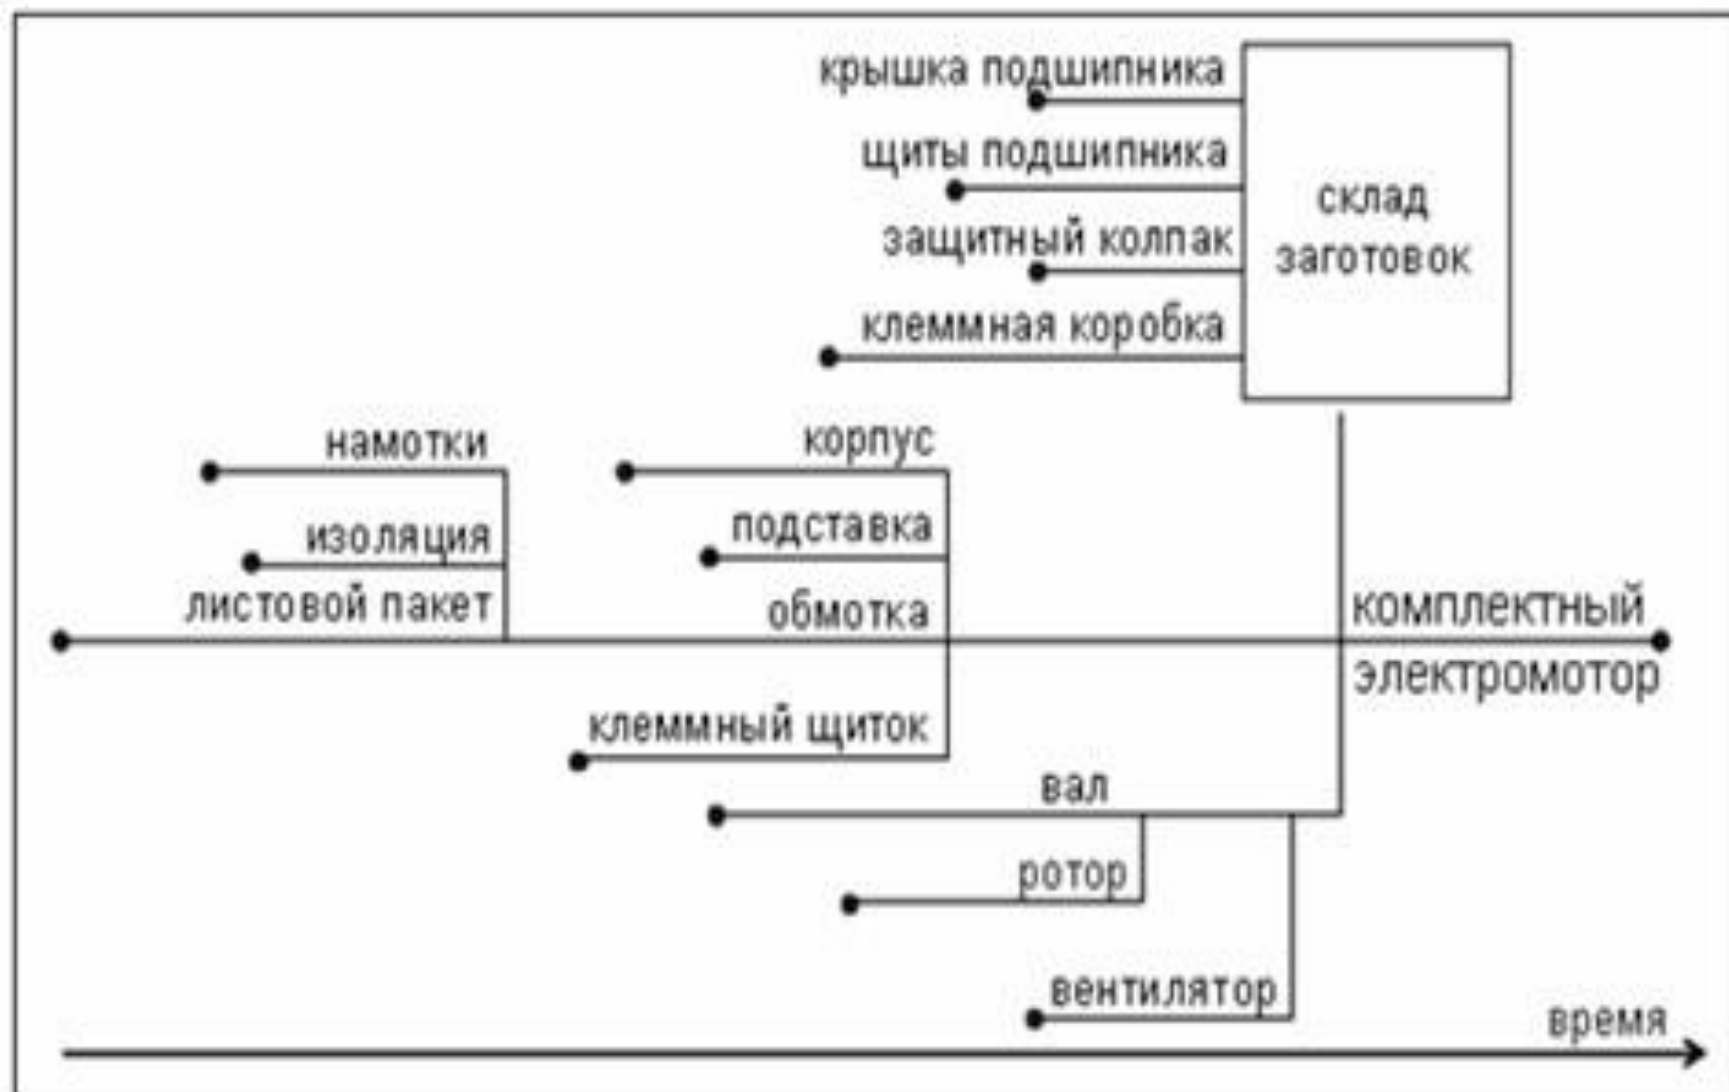 крышка подшипника
щиты подшипника
защитный колпак
клеммная коробка
склад
заготовок
намотки
изоляция
листовой пакет
корпус
подставка
обмотка
клеммный щиток
комплектный
электромотор
вал
ротор
вентилятор
время